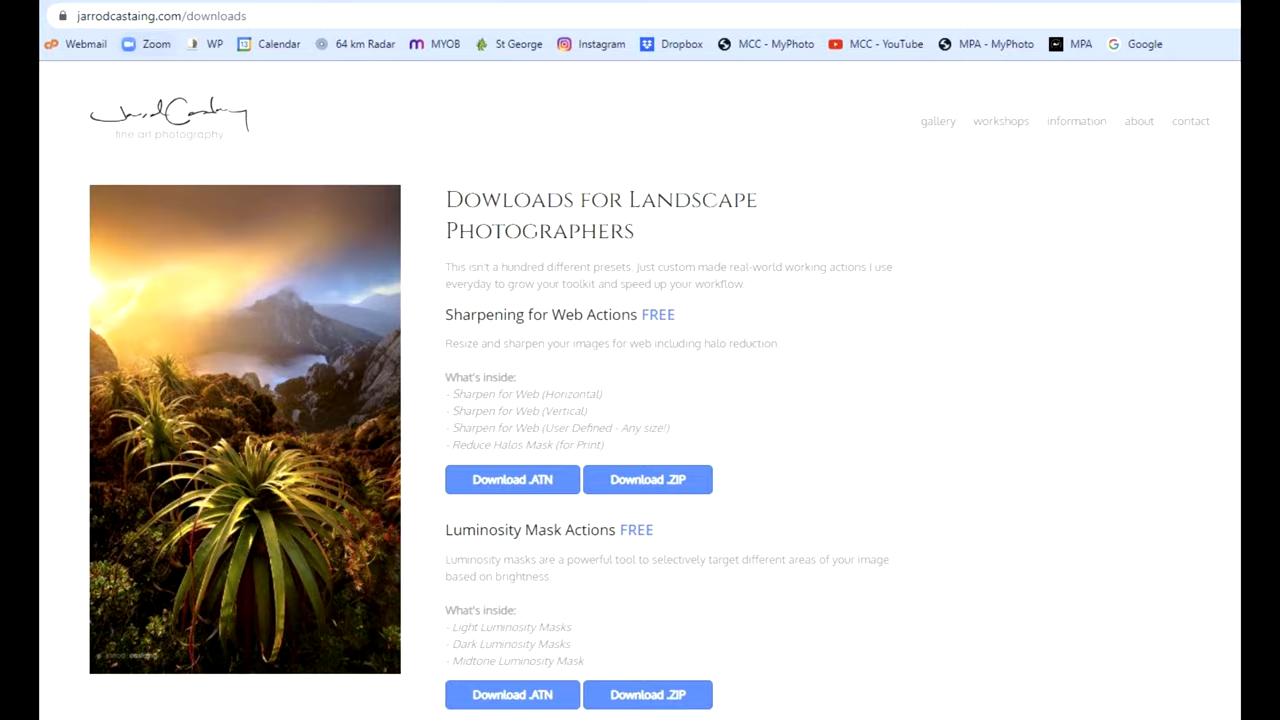 jarrodcastaing.com/downloads
Webmail Zoom WP Calendar 64 km Radar MYOB St George Instagram Dropbox MCC - MyPhoto MCC - YouTube MPA - MyPhoto MPA Google
Jarrod Castaing
fine art photography
gallery workshops information about contact
Dowloads for Landscape
Photographers
This isn't a hundred different presets. Just custom made real-world working actions I use
everyday to grow your toolkit and speed up your workflow.
Sharpening for Web Actions FREE
Resize and sharpen your images for web including halo reduction.
What's inside:
- Sharpen for Web (Horizontal)
- Sharpen for Web (Vertical)
- Sharpen for Web (User Defined - Any size!)
- Reduce Halos Mask (for Print)
Download .ATN Download .ZIP
Luminosity Mask Actions FREE
Luminosity masks are a powerful tool to selectively target different areas of your image
based on brightness.
What's inside:
- Light Luminosity Masks
- Dark Luminosity Masks
- Midtone Luminosity Mask
Download .ATN Download .ZIP
jarrod castaing